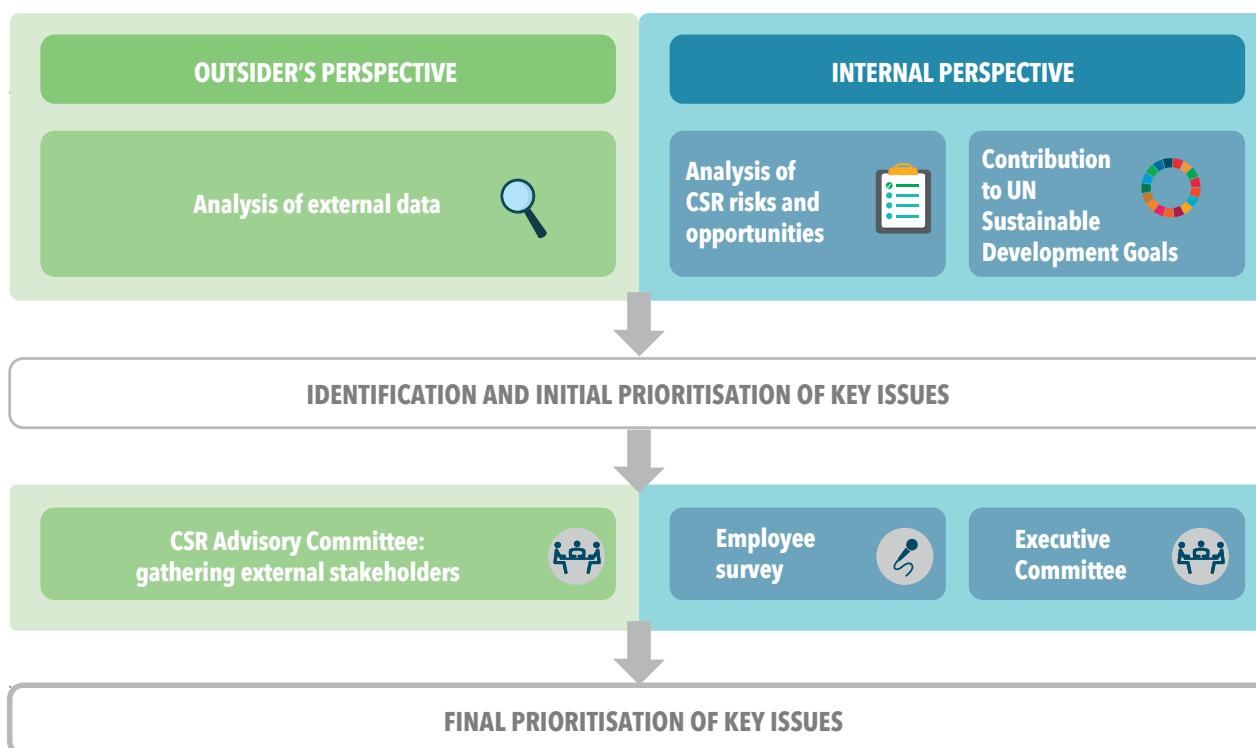 OUTSIDER’S PERSPECTIVE
INTERNAL PERSPECTIVE
Analysis of external data
Analysis of
CSR risks and
opportunities
Contribution
to UN
Sustainable
Development Goals
IDENTIFICATION AND INITIAL PRIORITISATION OF KEY ISSUES
CSR Advisory Committee:
gathering external stakeholders
Employee
survey
Executive
Committee
FINAL PRIORITISATION OF KEY ISSUES